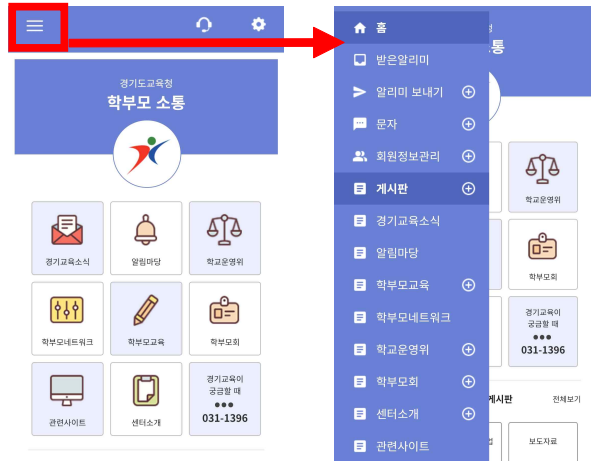 경기도교육청
학부모 소통
경기교육소식
알림마당
학교운영위
학부모네트워크
학부모교육
학부모회
관련사이트
센터소개
경기교육이
궁금할 때
031-1396
홈
받은알리미
알리미 보내기
문자
회원정보관리
게시판
경기교육소식
알림마당
학부모교육
학부모네트워크
학교운영위
학부모회
센터소개
관련사이트
통
학교운영위
학부모회
경기교육이
궁금할 때
031-1396
게시판
전체보기
보도자료